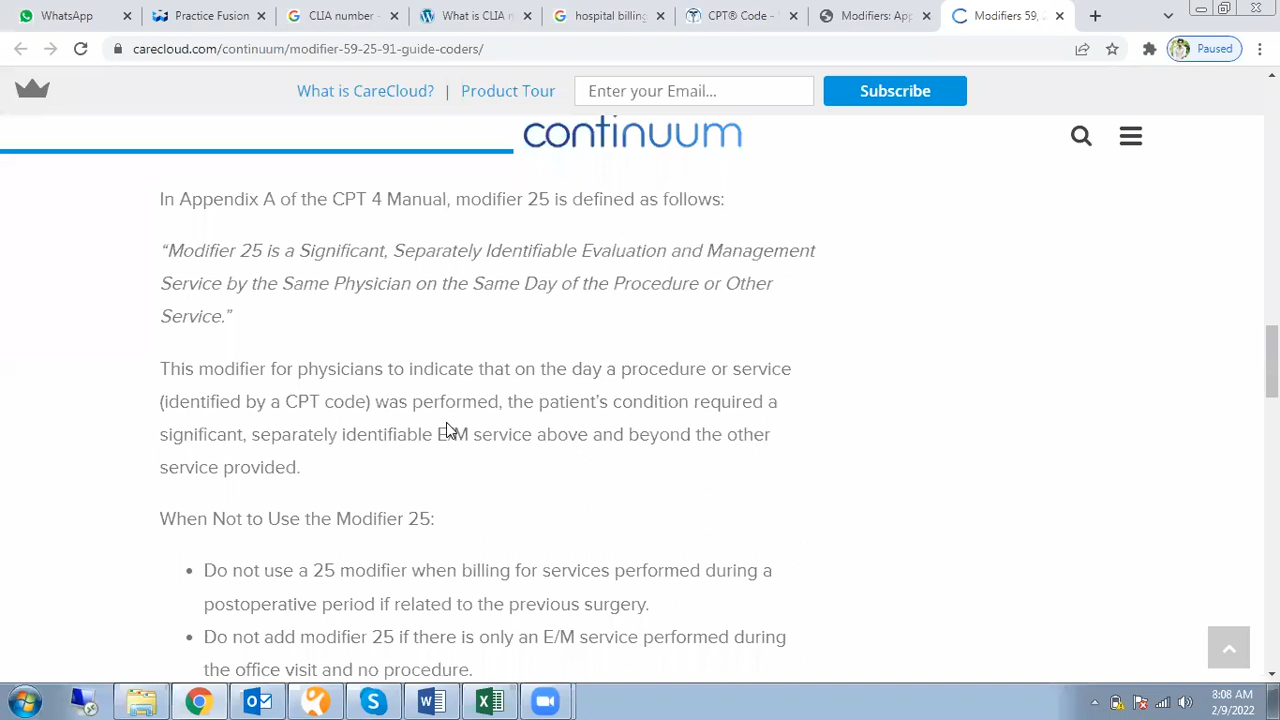 WhatsApp
Practice Fusion
CLIA number -
What is CLIA n
hospital billing
CPT® Code -
Modifiers: App
Modifiers 59, 2
carecloud.com/continuum/modifier-59-25-91-guide-coders/
Paused
What is CareCloud? | Product Tour
Enter your Email...
Subscribe
continuum
In Appendix A of the CPT 4 Manual, modifier 25 is defined as follows:
“Modifier 25 is a Significant, Separately Identifiable Evaluation and Management
Service by the Same Physician on the Same Day of the Procedure or Other
Service.”
This modifier for physicians to indicate that on the day a procedure or service
(identified by a CPT code) was performed, the patient’s condition required a
significant, separately identifiable E/M service above and beyond the other
service provided.
When Not to Use the Modifier 25:
• Do not use a 25 modifier when billing for services performed during a
postoperative period if related to the previous surgery.
• Do not add modifier 25 if there is only an E/M service performed during
the office visit and no procedure.
8:08 AM
2/9/2022